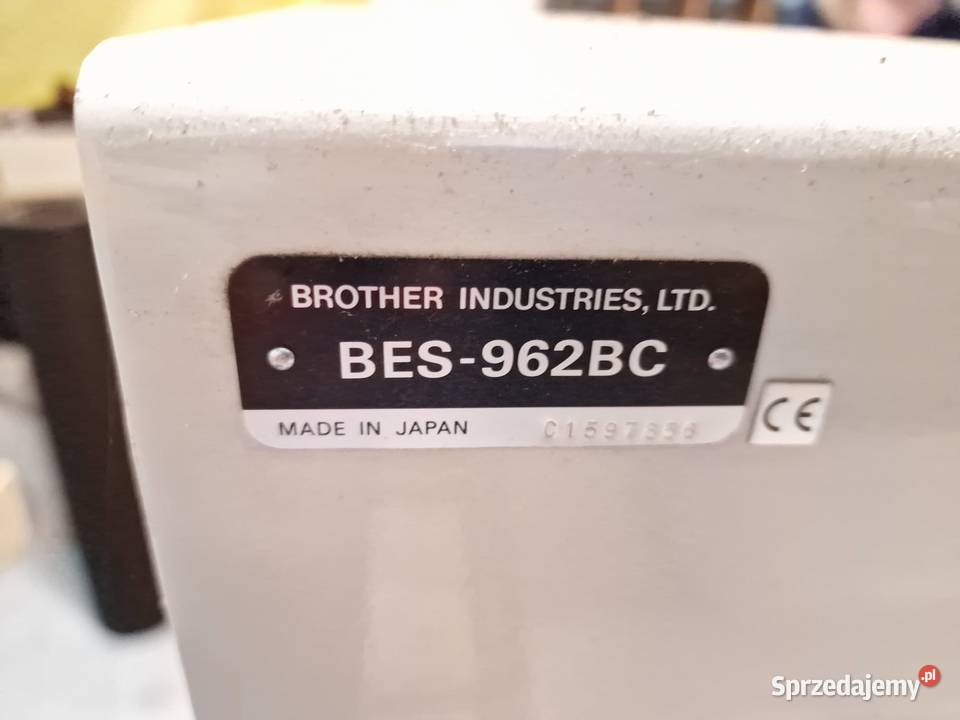 BROTHER INDUSTRIES, LTD.
BES-962BC
MADE IN JAPAN
CE
Sprzedajemy.pl